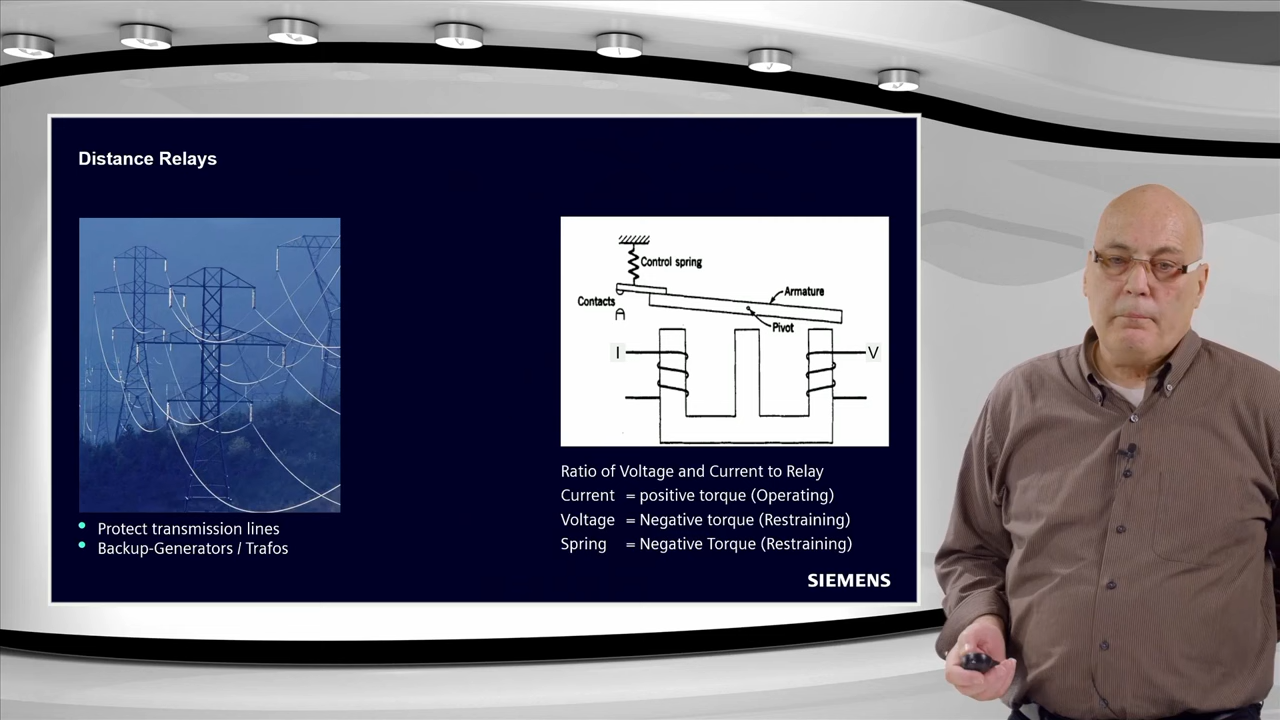 Distance Relays
Control spring
Contacts
A
Armature
Pivot
I
V
Protect transmission lines
Backup-Generators / Trafos
Ratio of Voltage and Current to Relay
Current = positive torque (Operating)
Voltage = Negative torque (Restraining)
Spring = Negative Torque (Restraining)
SIEMENS